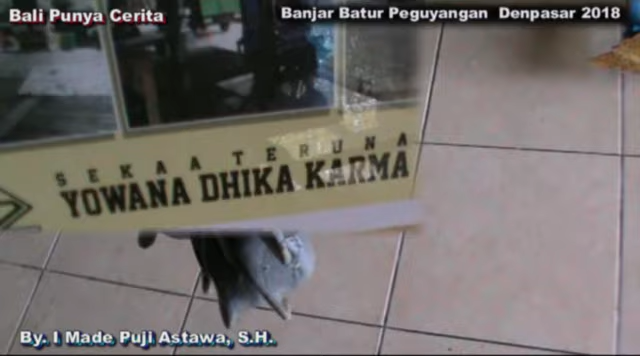 Bali Punya Cerita
Banjar Batur Peguyangan Denpasar 2018
SEKAA TERUNA
YOWANA DHIKA KARMA
By. I Made Puji Astawa, S.H.